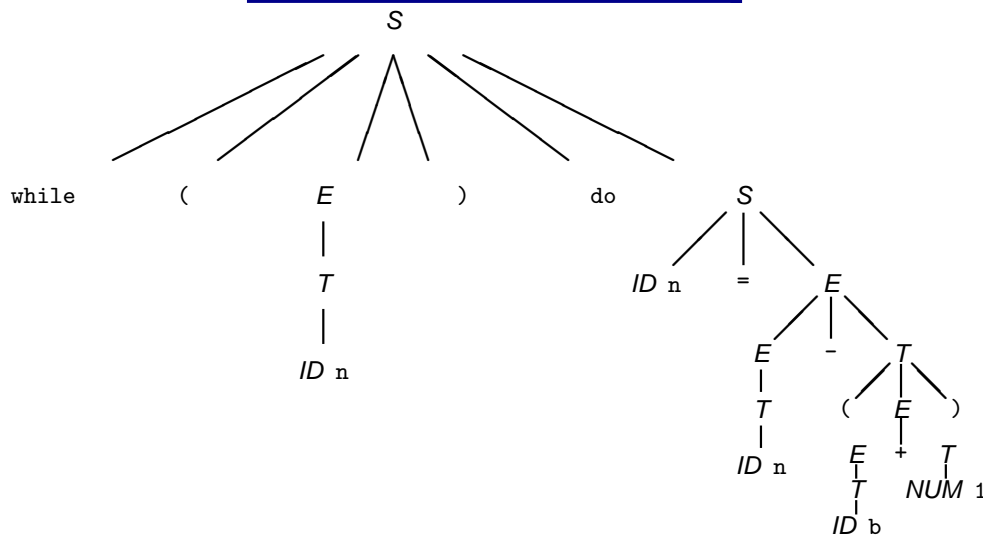 S
while ( E ) do S
T ID n = E
ID n E - T
T ( E )
ID n E + T
T NUM 1
ID b